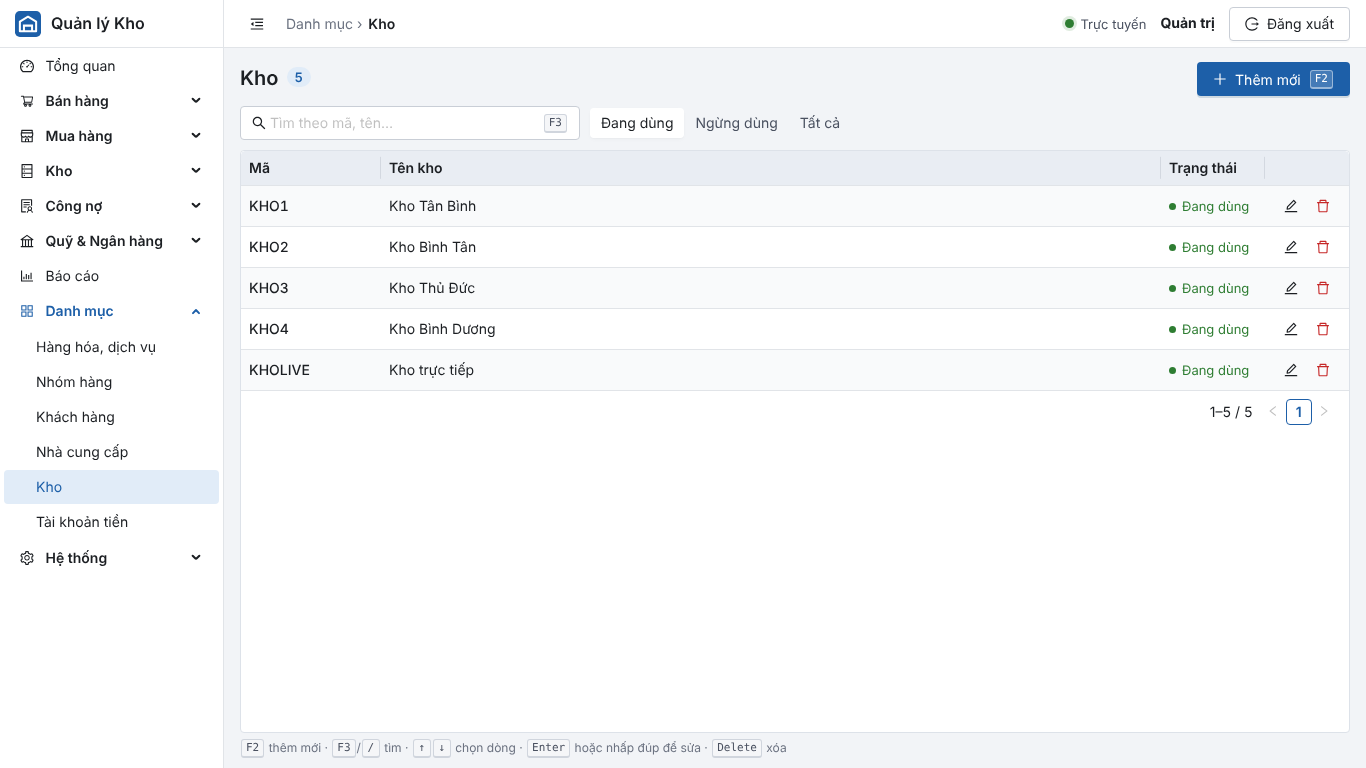 Quản lý Kho
Danh mục › Kho
Trực tuyến
Quản trị
Đăng xuất
Tổng quan
Bán hàng
Mua hàng
Kho
Công nợ
Quỹ & Ngân hàng
Báo cáo
Danh mục
Hàng hóa, dịch vụ
Nhóm hàng
Khách hàng
Nhà cung cấp
Kho
Tài khoản tiền
Hệ thống
Kho 5
Thêm mới F2
Tìm theo mã, tên... F3
Đang dùng Ngừng dùng Tất cả
Mã Tên kho Trạng thái
KHO1 Kho Tân Bình Đang dùng
KHO2 Kho Bình Tân Đang dùng
KHO3 Kho Thủ Đức Đang dùng
KHO4 Kho Bình Dương Đang dùng
KHOLIVE Kho trực tiếp Đang dùng
1–5 / 5 1
F2 thêm mới · F3 / / tìm · ↑ ↓ chọn dòng · Enter hoặc nhấp đúp để sửa · Delete xóa